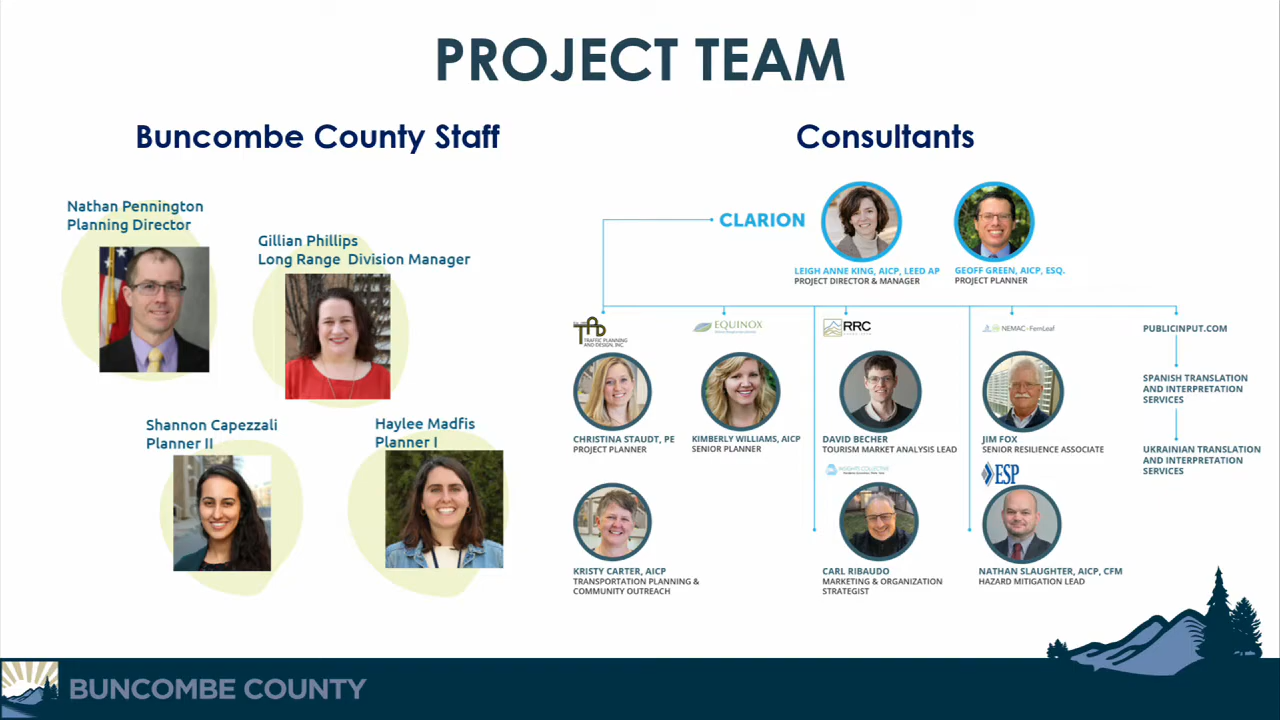 PROJECT TEAM
Buncombe County Staff
Consultants
Nathan Pennington
Planning Director
Gillian Phillips
Long Range Division Manager
Shannon Capezzali
Planner II
Haylee Madfis
Planner I
CLARION
LEIGH ANNE KING, AICP, LEED AP
PROJECT DIRECTOR & MANAGER
GEOFF GREEN, AICP, ESQ.
PROJECT PLANNER
TRAFFIC PLANNING
AND DESIGN, INC
CHRISTINA STAUDT, PE
PROJECT PLANNER
KRISTY CARTER, AICP
TRANSPORTATION PLANNING &
COMMUNITY OUTREACH
EQUINOX
KIMBERLY WILLIAMS, AICP
SENIOR PLANNER
RRC
DAVID BECHER
TOURISM MARKET ANALYSIS LEAD
INSIGHTS COLLECTIVE
CARL RIBAUDO
MARKETING & ORGANIZATION
STRATEGIST
NEMAC - FernLeaf
JIM FOX
SENIOR RESILIENCE ASSOCIATE
ESP
NATHAN SLAUGHTER, AICP, CFM
HAZARD MITIGATION LEAD
PUBLICINPUT.COM
SPANISH TRANSLATION
AND INTERPRETATION
SERVICES
UKRAINIAN TRANSLATION
AND INTERPRETATION
SERVICES
BUNCOMBE COUNTY